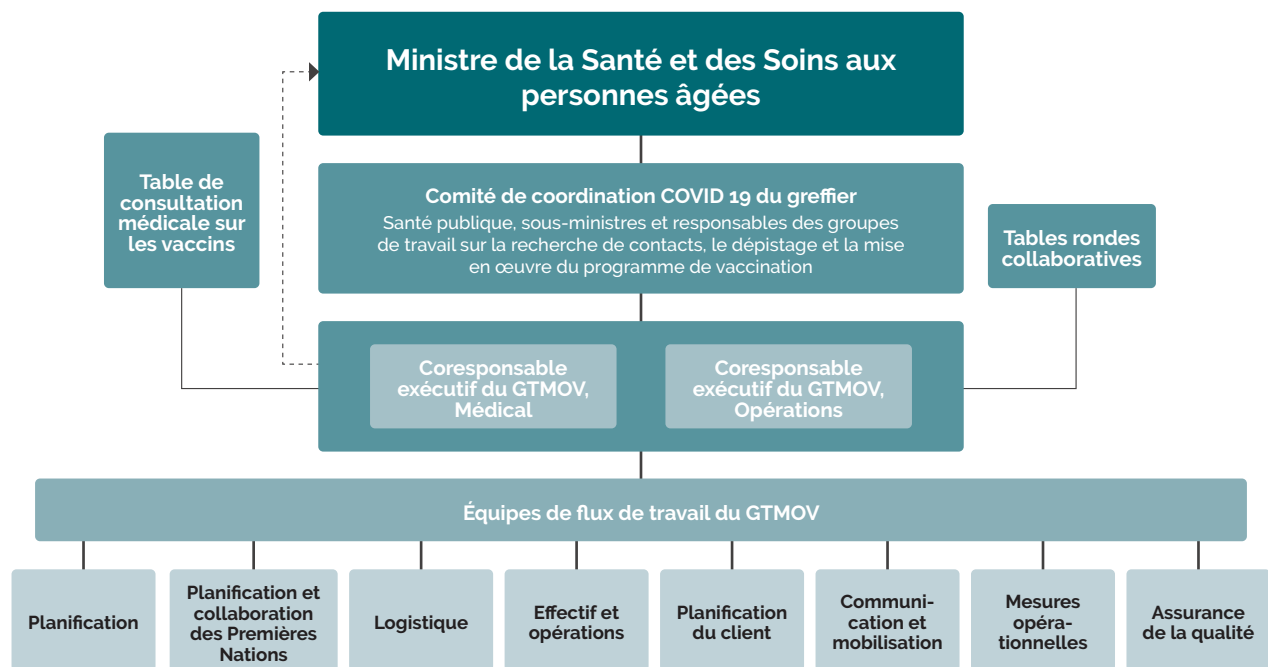 Ministre de la Santé et des Soins aux
personnes âgées
Table de
consultation
médicale sur
les vaccins
Comité de coordination COVID 19 du greffier
Santé publique, sous-ministres et responsables des groupes
de travail sur la recherche de contacts, le dépistage et la mise
en œuvre du programme de vaccination
Tables rondes
collaboratives
Coresponsable
exécutif du GTMOV,
Médical
Coresponsable
exécutif du GTMOV,
Opérations
Équipes de flux de travail du GTMOV
Planification
Planification et
collaboration
des Premières
Nations
Logistique
Effectif et
opérations
Planification
du client
Communi-
cation et
mobilisation
Mesures
opéra-
tionnelles
Assurance
de la qualité